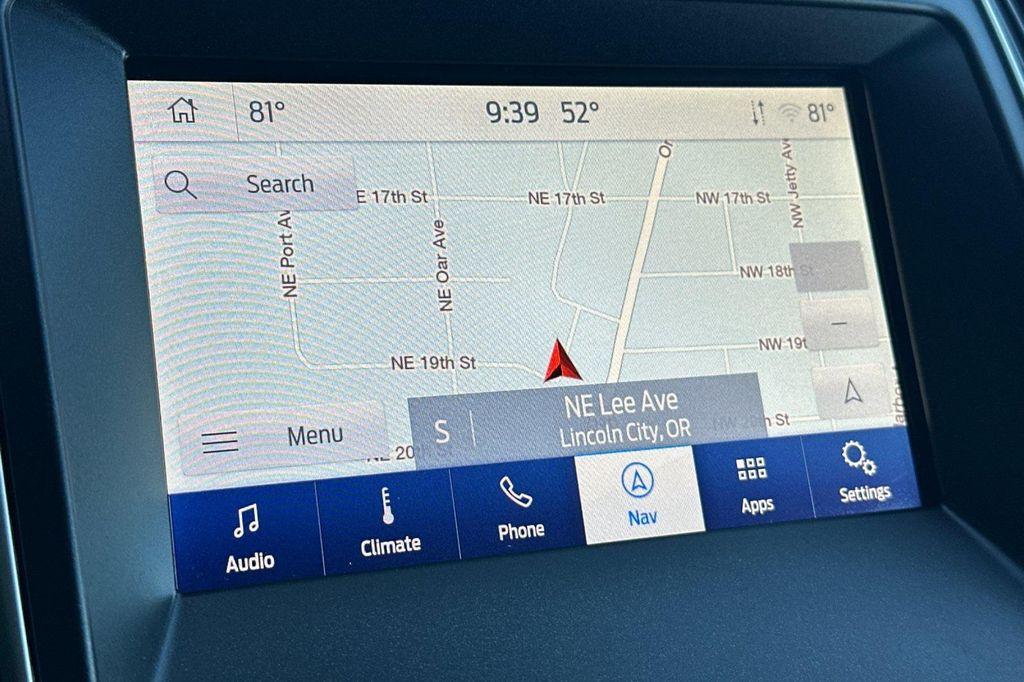 81°
9:39 52°
81°
Search
E 17th St
NE 17th St
NW 17th St
NW Jetty Ave
NE Port Av
NE Oar Ave
NW 18th St
NW 19t
NE 19th St
S
NE Lee Ave
Lincoln City, OR
Menu
Audio
Climate
Phone
Nav
Apps
Settings